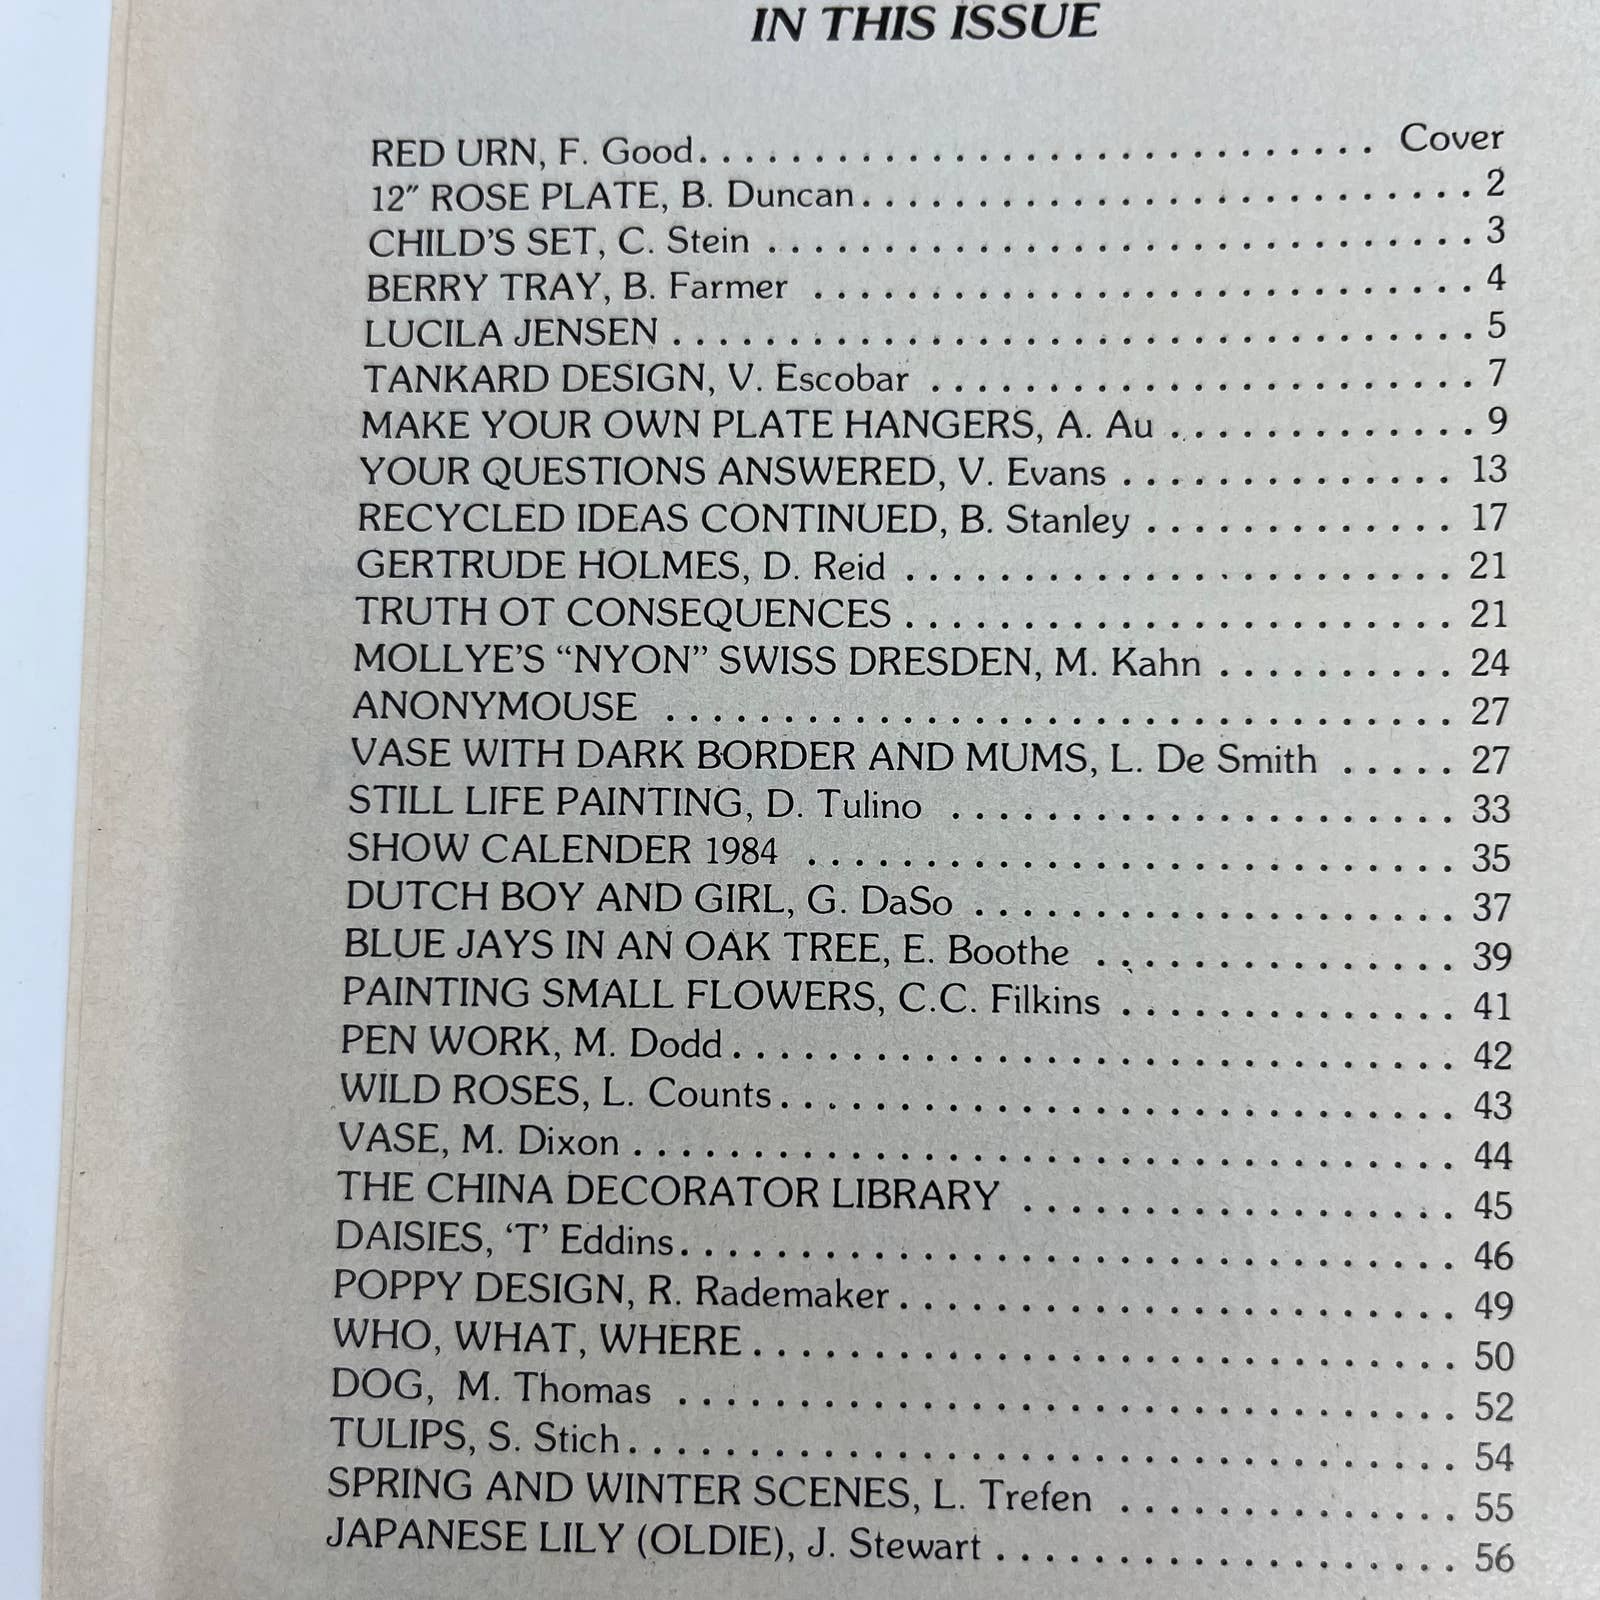 IN THIS ISSUE
RED URN, F. Good. . . . . . . . . . . . . . . . . . . . . . . . . . . . . Cover
12" ROSE PLATE, B. Duncan. . . . . . . . . . . . . . . . . . . . . . . . . . . 2
CHILD'S SET, C. Stein . . . . . . . . . . . . . . . . . . . . . . . . . . . . . . 3
BERRY TRAY, B. Farmer . . . . . . . . . . . . . . . . . . . . . . . . . . . . 4
LUCILA JENSEN . . . . . . . . . . . . . . . . . . . . . . . . . . . . . . . . . . 5
TANKARD DESIGN, V. Escobar . . . . . . . . . . . . . . . . . . . . . . . 7
MAKE YOUR OWN PLATE HANGERS, A. Au . . . . . . . . . . . . . 9
YOUR QUESTIONS ANSWERED, V. Evans . . . . . . . . . . . . . . 13
RECYCLED IDEAS CONTINUED, B. Stanley . . . . . . . . . . . . . 17
GERTRUDE HOLMES, D. Reid . . . . . . . . . . . . . . . . . . . . . . . 21
TRUTH OT CONSEQUENCES . . . . . . . . . . . . . . . . . . . . . . . 21
MOLLYE'S “NYON” SWISS DRESDEN, M. Kahn . . . . . . . . . . 24
ANONYMOUSE . . . . . . . . . . . . . . . . . . . . . . . . . . . . . . . . . 27
VASE WITH DARK BORDER AND MUMS, L. De Smith . . . . . 27
STILL LIFE PAINTING, D. Tulino . . . . . . . . . . . . . . . . . . . . . 33
SHOW CALENDER 1984 . . . . . . . . . . . . . . . . . . . . . . . . . . . 35
DUTCH BOY AND GIRL, G. DaSo . . . . . . . . . . . . . . . . . . . . 37
BLUE JAYS IN AN OAK TREE, E. Boothe . . . . . . . . . . . . . . . 39
PAINTING SMALL FLOWERS, C.C. Filkins . . . . . . . . . . . . . . 41
PEN WORK, M. Dodd. . . . . . . . . . . . . . . . . . . . . . . . . . . . . . 42
WILD ROSES, L. Counts. . . . . . . . . . . . . . . . . . . . . . . . . . . . 43
VASE, M. Dixon . . . . . . . . . . . . . . . . . . . . . . . . . . . . . . . . . . 44
THE CHINA DECORATOR LIBRARY . . . . . . . . . . . . . . . . . . 45
DAISIES, ‘T’ Eddins. . . . . . . . . . . . . . . . . . . . . . . . . . . . . . . . 46
POPPY DESIGN, R. Rademaker. . . . . . . . . . . . . . . . . . . . . . . 49
WHO, WHAT, WHERE . . . . . . . . . . . . . . . . . . . . . . . . . . . . . 50
DOG, M. Thomas . . . . . . . . . . . . . . . . . . . . . . . . . . . . . . . . 52
TULIPS, S. Stich. . . . . . . . . . . . . . . . . . . . . . . . . . . . . . . . . . 54
SPRING AND WINTER SCENES, L. Trefen . . . . . . . . . . . . . . 55
JAPANESE LILY (OLDIE), J. Stewart . . . . . . . . . . . . . . . . . . . 56